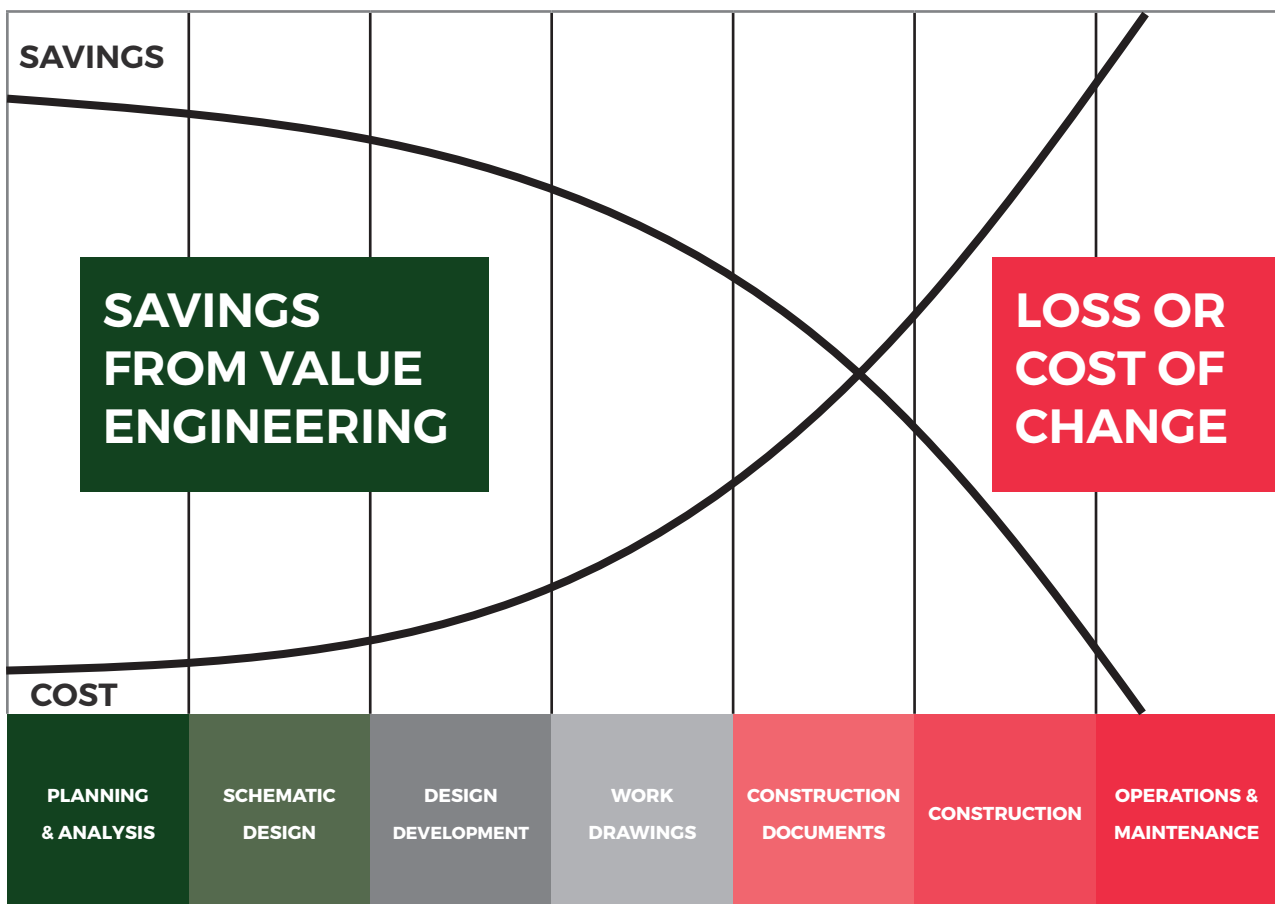 SAVINGS
SAVINGS
FROM VALUE
ENGINEERING
LOSS OR
COST OF
CHANGE
COST
PLANNING
& ANALYSIS
SCHEMATIC
DESIGN
DESIGN
DEVELOPMENT
WORK
DRAWINGS
CONSTRUCTION
DOCUMENTS
CONSTRUCTION
OPERATIONS &
MAINTENANCE